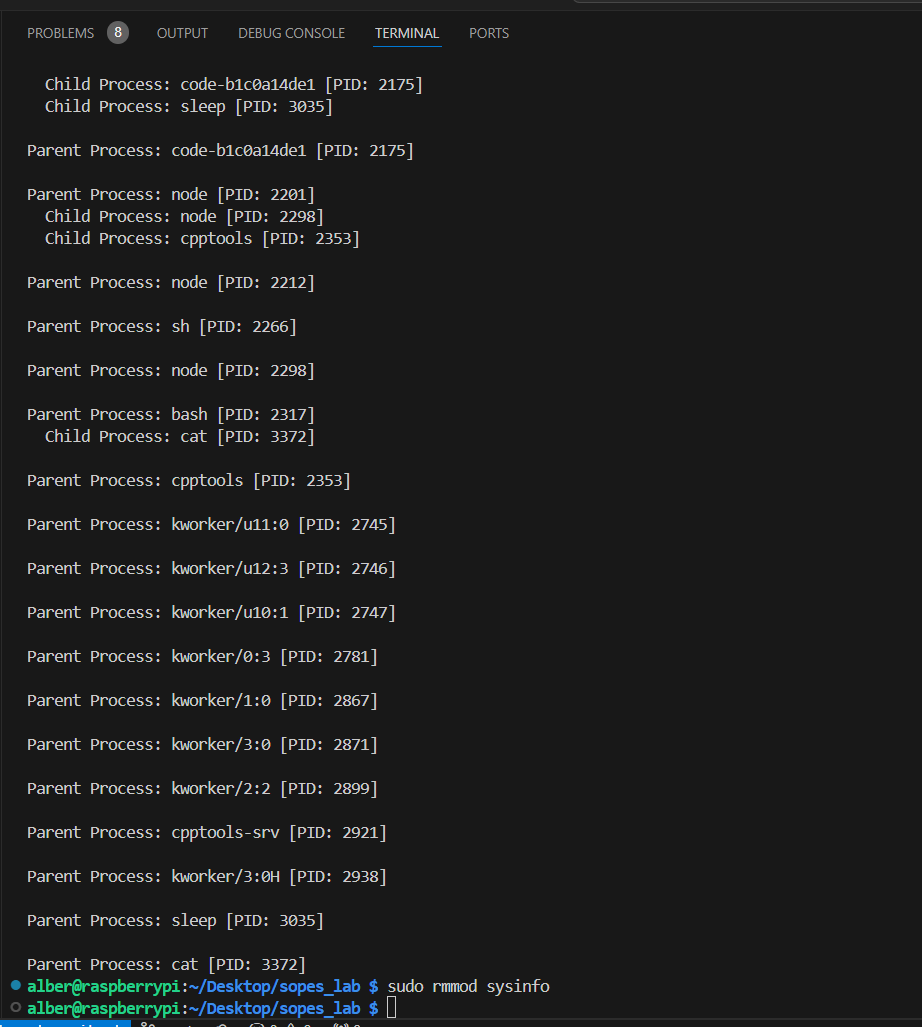 PROBLEMS 8 OUTPUT DEBUG CONSOLE TERMINAL PORTS
Child Process: code-b1c0a14de1 [PID: 2175]
Child Process: sleep [PID: 3035]
Parent Process: code-b1c0a14de1 [PID: 2175]
Parent Process: node [PID: 2201]
Child Process: node [PID: 2298]
Child Process: cpptools [PID: 2353]
Parent Process: node [PID: 2212]
Parent Process: sh [PID: 2266]
Parent Process: node [PID: 2298]
Parent Process: bash [PID: 2317]
Child Process: cat [PID: 3372]
Parent Process: cpptools [PID: 2353]
Parent Process: kworker/u11:0 [PID: 2745]
Parent Process: kworker/u12:3 [PID: 2746]
Parent Process: kworker/u10:1 [PID: 2747]
Parent Process: kworker/0:3 [PID: 2781]
Parent Process: kworker/1:0 [PID: 2867]
Parent Process: kworker/3:0 [PID: 2871]
Parent Process: kworker/2:2 [PID: 2899]
Parent Process: cpptools-srv [PID: 2921]
Parent Process: kworker/3:0H [PID: 2938]
Parent Process: sleep [PID: 3035]
Parent Process: cat [PID: 3372]
alber@raspberrypi:~/Desktop/sopes_lab $ sudo rmmod sysinfo
alber@raspberrypi:~/Desktop/sopes_lab $